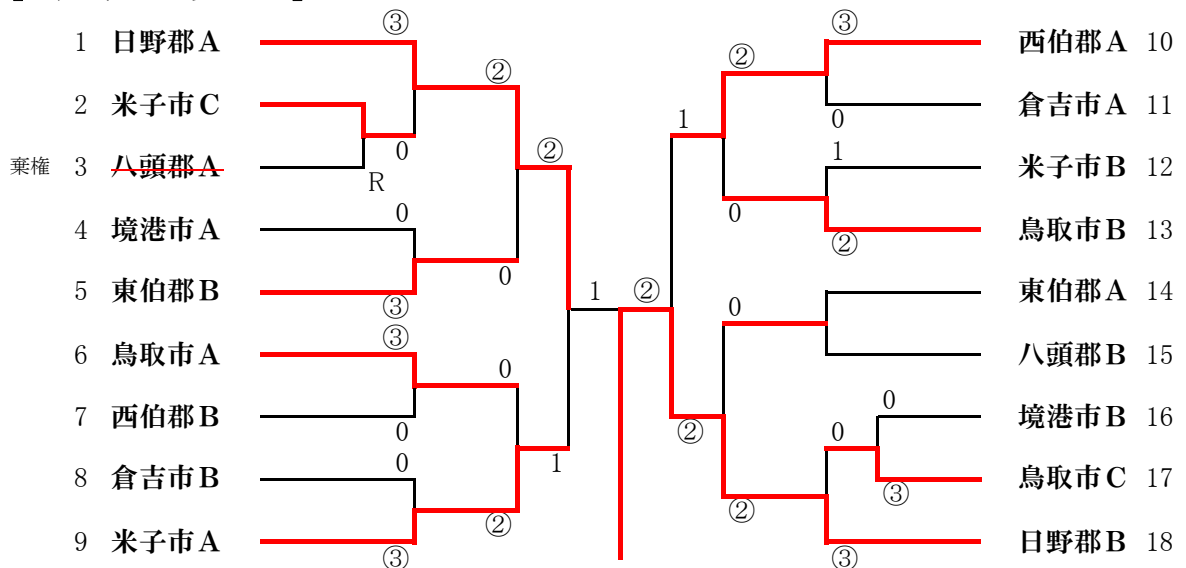 ③
1 日野郡A
②
2 米子市C
②
0
棄権 3 八頭郡A
R
0
4 境港市A
0
5 東伯郡B
③
1
③
6 鳥取市A
0
7 西伯郡B
0
0
1
8 倉吉市B
②
9 米子市A
③
③
西伯郡A 10
②
倉吉市A 11
1
0
1
米子市B 12
0
鳥取市B 13
②
東伯郡A 14
②
0
八頭郡B 15
0
境港市B 16
②
0
鳥取市C 17
③
②
日野郡B 18
③